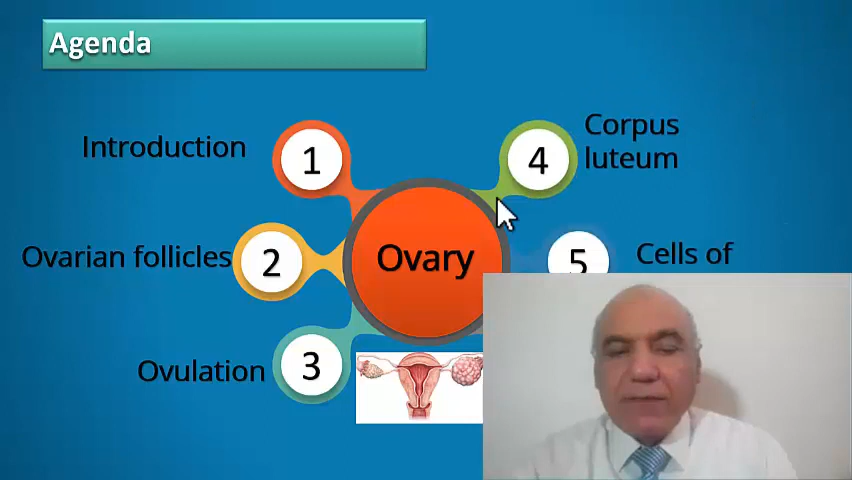 Agenda
Introduction
1
Ovarian follicles
2
Ovulation
3
Ovary
4
Corpus
luteum
5
Cells of